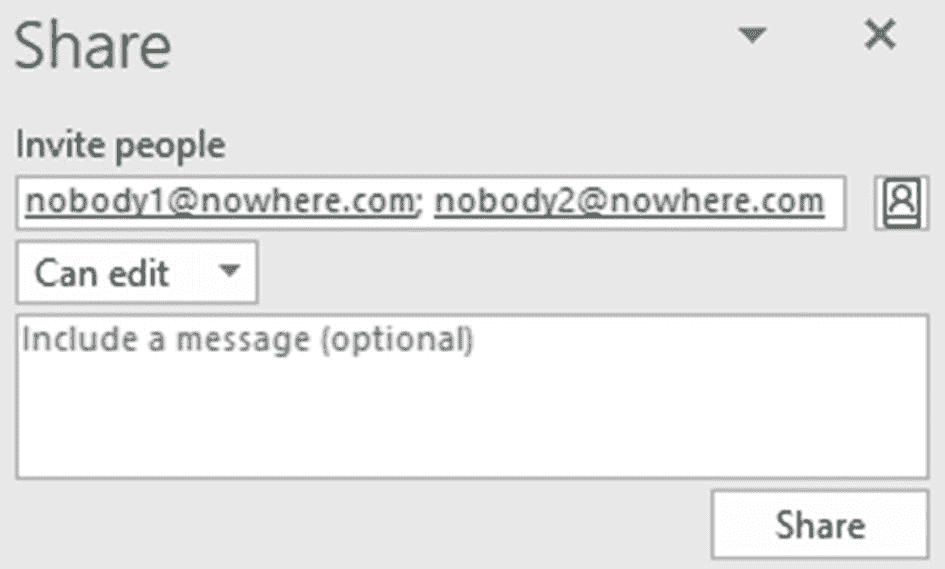 Share
Invite people
nobody1@nowhere.com; nobody2@nowhere.com
Can edit
Include a message (optional)
Share